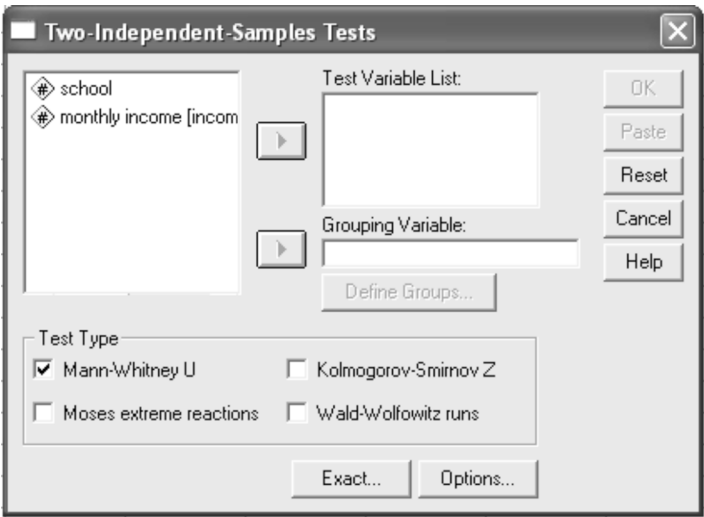 Two-Independent-Samples Tests
school
monthly income [incom
Test Variable List:
Grouping Variable:
Define Groups...
OK
Paste
Reset
Cancel
Help
Test Type
Mann-Whitney U
Kolmogorov-Smirnov Z
Moses extreme reactions
Wald-Wolfowitz runs
Exact...
Options...